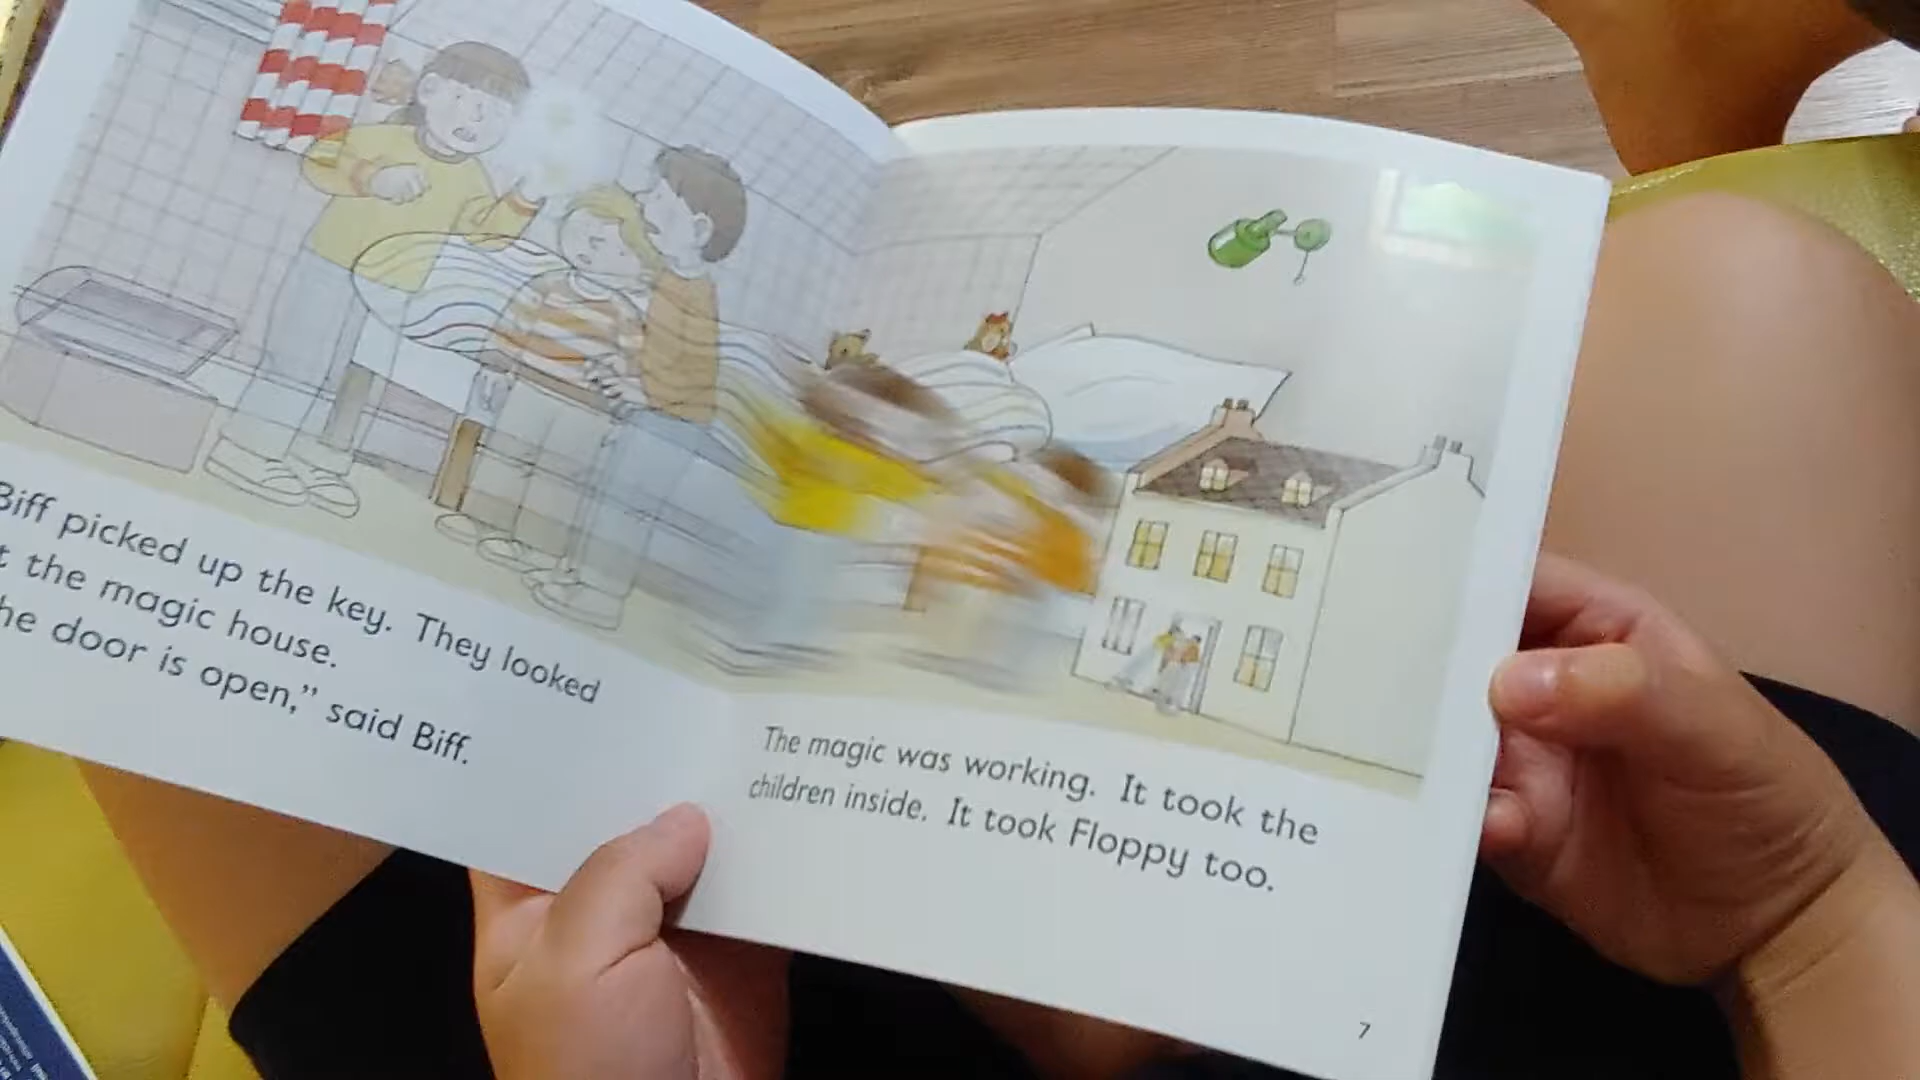 Biff picked up the key. They looked
the magic house.
door is open,” said Biff.
The magic was working. It took the
children inside. It took Floppy too.
7